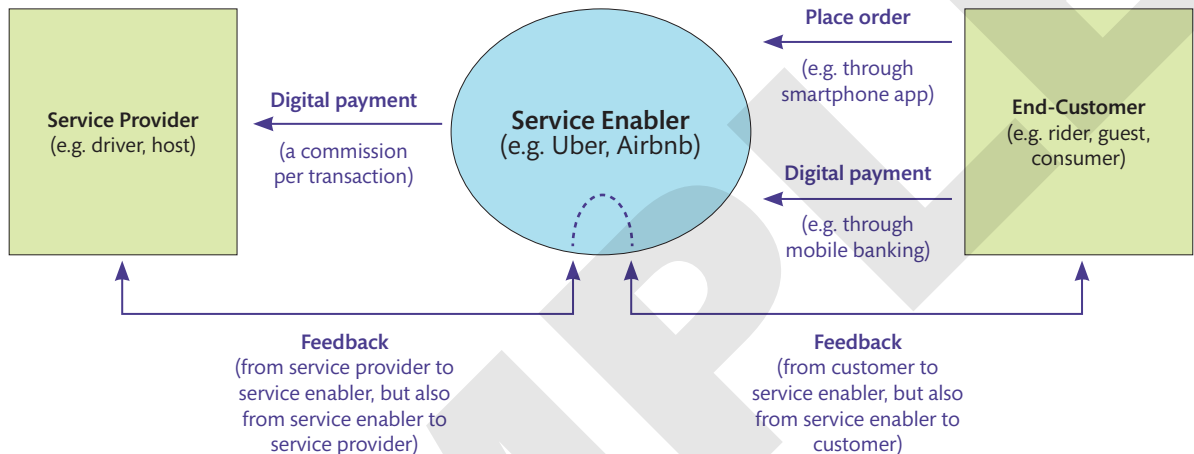 Service Provider
(e.g. driver, host)
Digital payment
(a commission
per transaction)
Service Enabler
(e.g. Uber, Airbnb)
Place order
(e.g. through
smartphone app)
Digital payment
(e.g. through
mobile banking)
End-Customer
(e.g. rider, guest,
consumer)
Feedback
(from service provider to
service enabler, but also
from service enabler to
service provider)
Feedback
(from customer to
service enabler, but also
from service enabler to
customer)